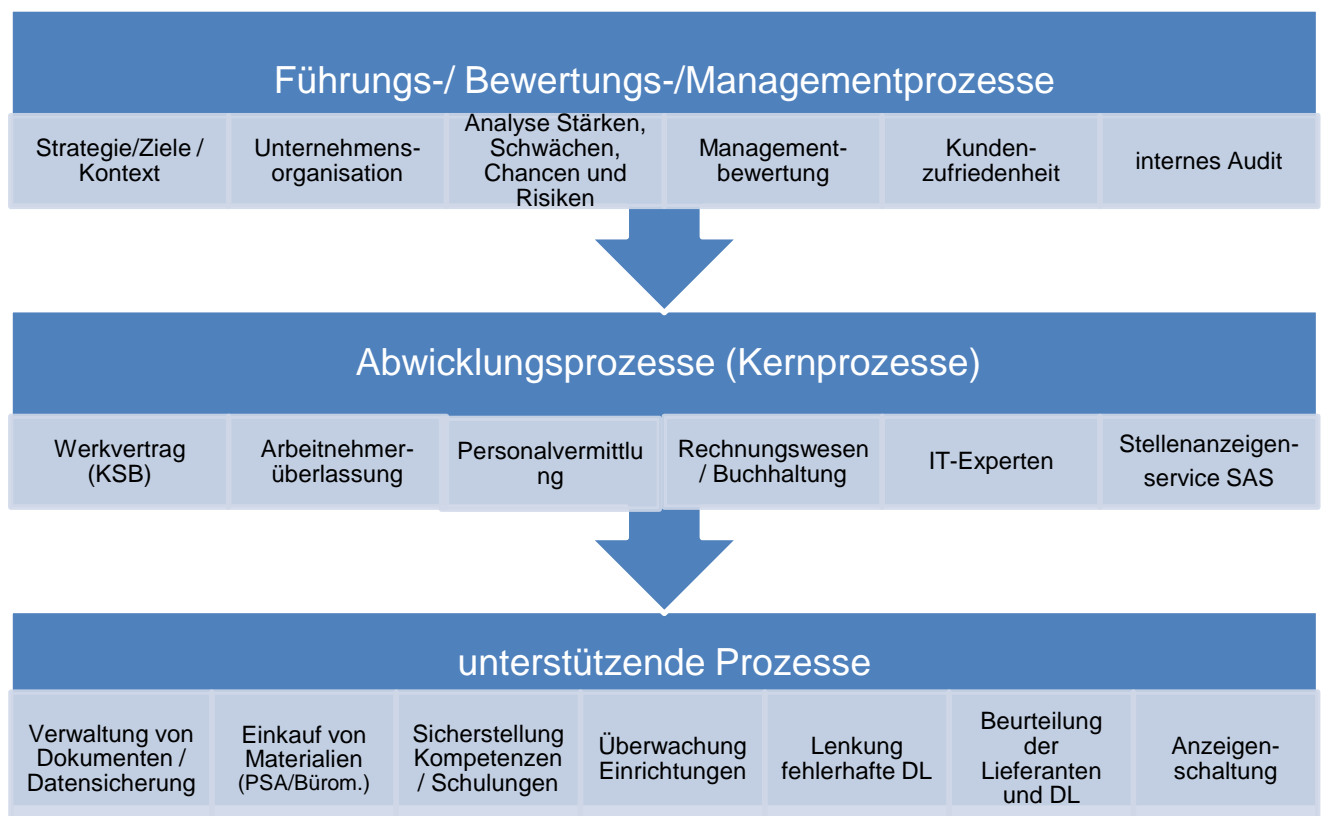 Führungs-/ Bewertungs-/Managementprozesse
Strategie/Ziele /
Kontext
Unternehmens-
organisation
Analyse Stärken,
Schwächen,
Chancen und
Risiken
Management-
bewertung
Kunden-
zufriedenheit
internes Audit
Abwicklungsprozesse (Kernprozesse)
Werkvertrag
(KSB)
Arbeitnehmer-
überlassung
Personalvermittlu
ng
Rechnungswesen
/ Buchhaltung
IT-Experten
Stellenanzeigen-
service SAS
unterstützende Prozesse
Verwaltung von
Dokumenten /
Datensicherung
Einkauf von
Materialien
(PSA/Bürom.)
Sicherstellung
Kompetenzen
/ Schulungen
Überwachung
Einrichtungen
Lenkung
fehlerhafte DL
Beurteilung
der
Lieferanten
und DL
Anzeigen-
schaltung